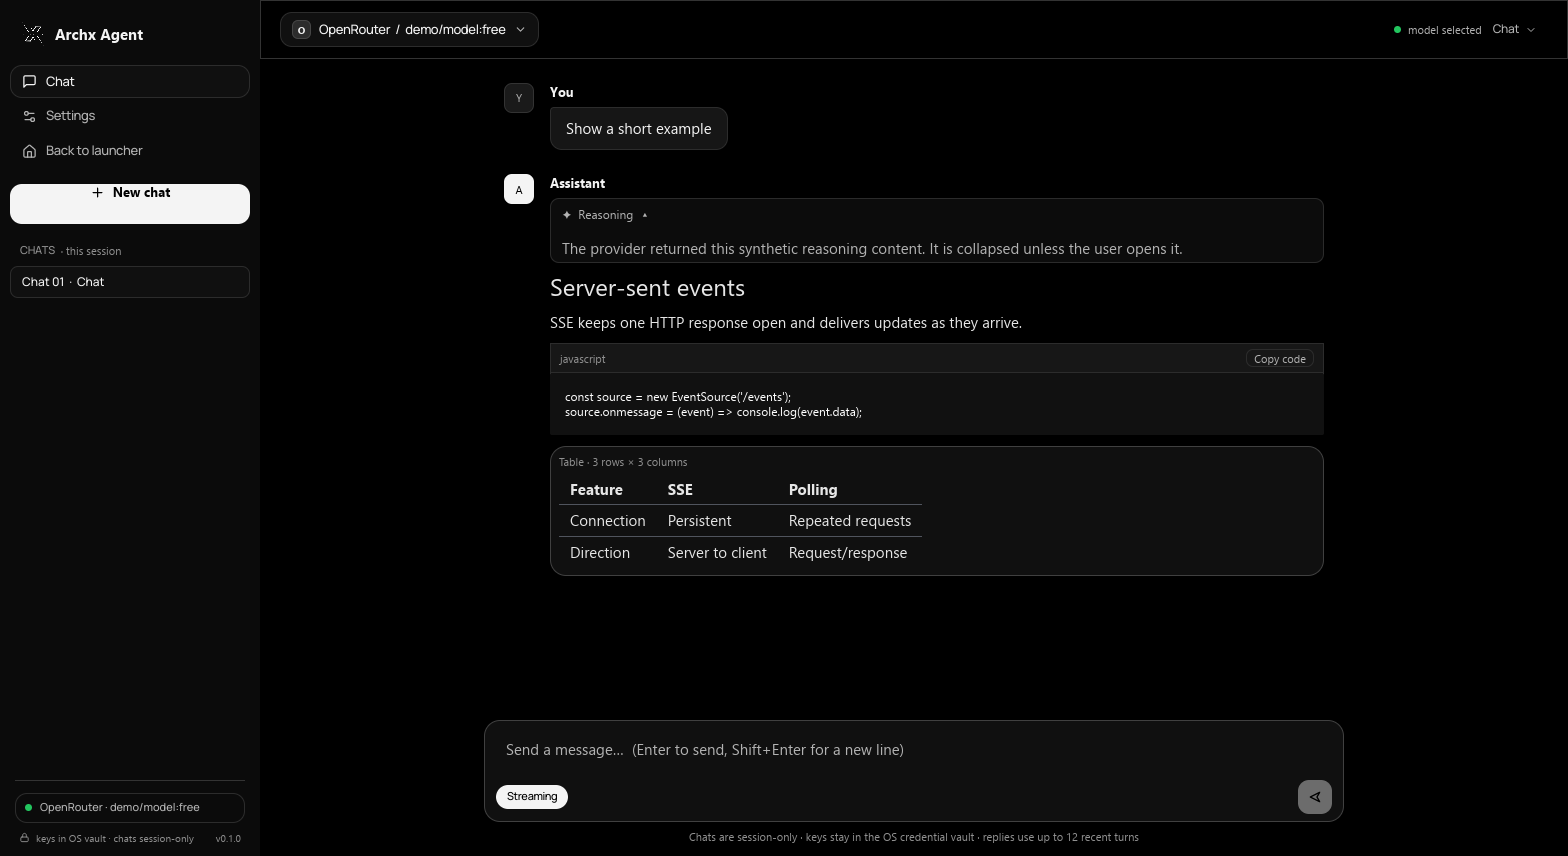 Archx Agent
Chat
Settings
Back to launcher
+ New chat
CHATS · this session
Chat 01 · Chat
OpenRouter · demo/model:free
keys in OS vault · chats session-only v0.1.0
O OpenRouter / demo/model:free
model selected Chat
Y You
Show a short example
A Assistant
Reasoning
The provider returned this synthetic reasoning content. It is collapsed unless the user opens it.
Server-sent events
SSE keeps one HTTP response open and delivers updates as they arrive.
javascript Copy code
const source = new EventSource('/events');
source.onmessage = (event) => console.log(event.data);
Table · 3 rows × 3 columns
Feature SSE Polling
Connection Persistent Repeated requests
Direction Server to client Request/response
Send a message... (Enter to send, Shift+Enter for a new line)
Streaming
Chats are session-only · keys stay in the OS credential vault · replies use up to 12 recent turns